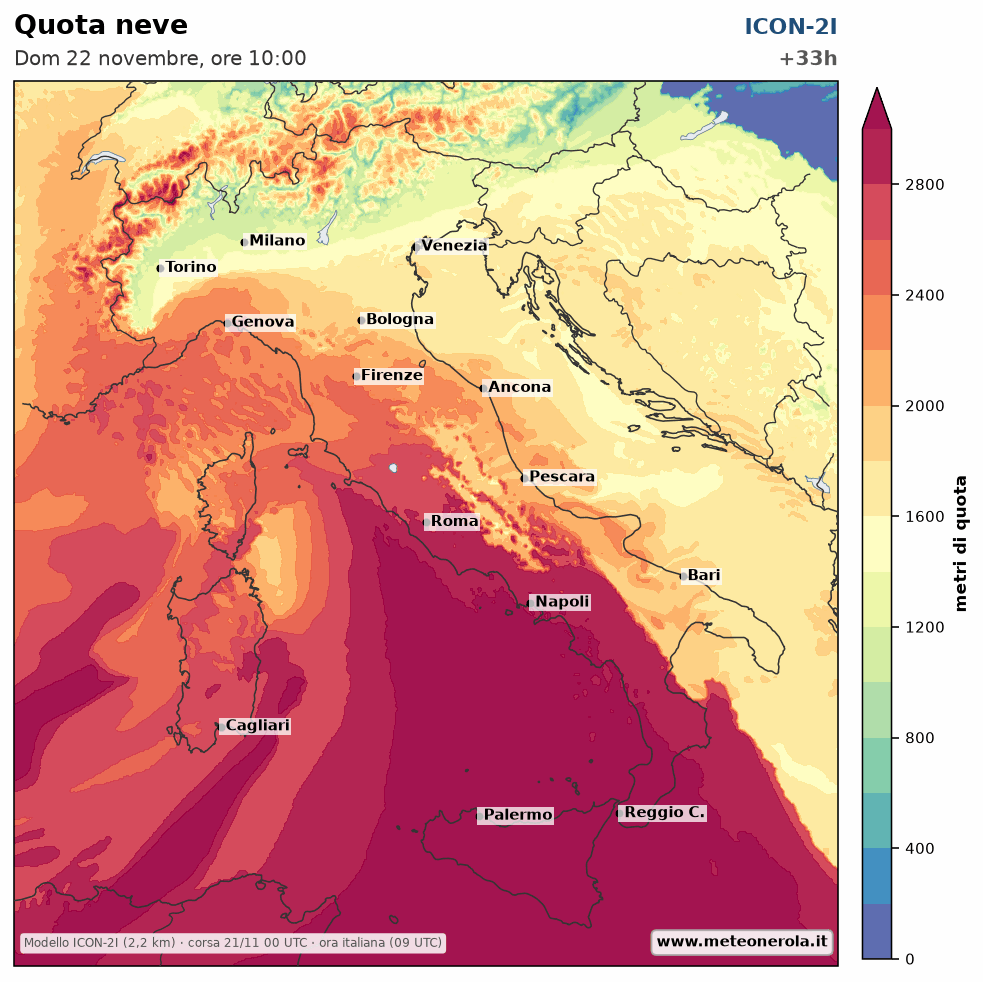 Quota neve
ICON-2I
Dom 22 novembre, ore 10:00
+33h
Milano
Venezia
Torino
Genova
Bologna
Firenze
Ancona
Pescara
Roma
Bari
Napoli
Cagliari
Palermo
Reggio C.
2800
2400
2000
1600
1200
800
400
0
metri di quota
Modello ICON-2I (2,2 km) · corsa 21/11 00 UTC · ora italiana (09 UTC)
www.meteonerola.it